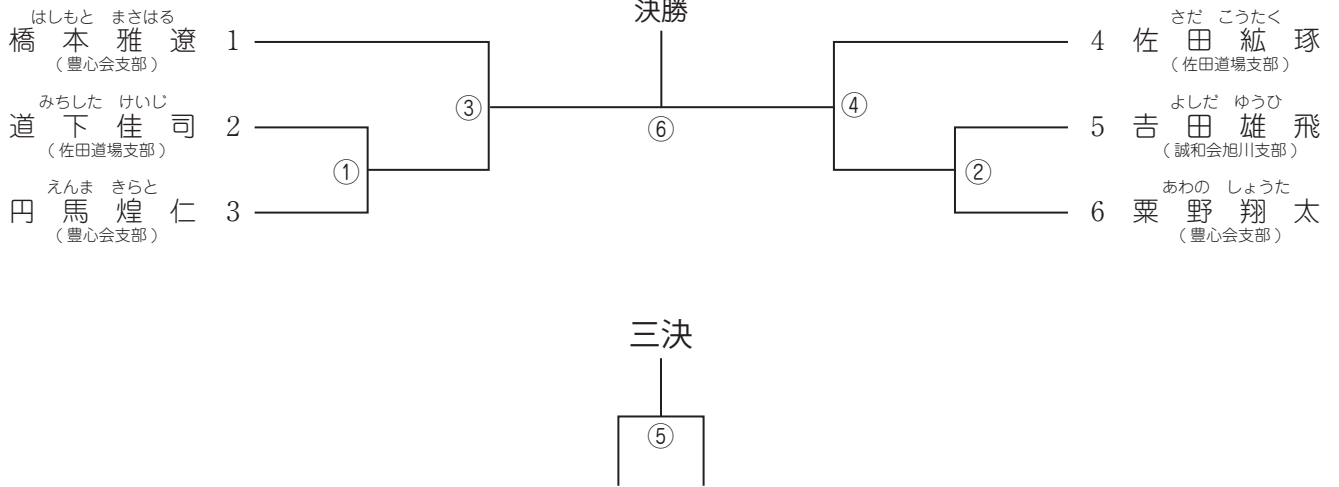 決勝
はしもと まさはる
橋本雅遼 1
(豊心会支部)
③
みちした けいじ
道下佳司 2
(佐田道場支部)
①
えんま きらと
円馬煌仁 3
(豊心会支部)
⑥
さだ こうたく
4 佐田絋琢
(佐田道場支部)
④
よしだ ゆうひ
5 𠮷田雄飛
(誠和会旭川支部)
②
あわの しょうた
6 粟野翔太
(豊心会支部)
三決
⑤